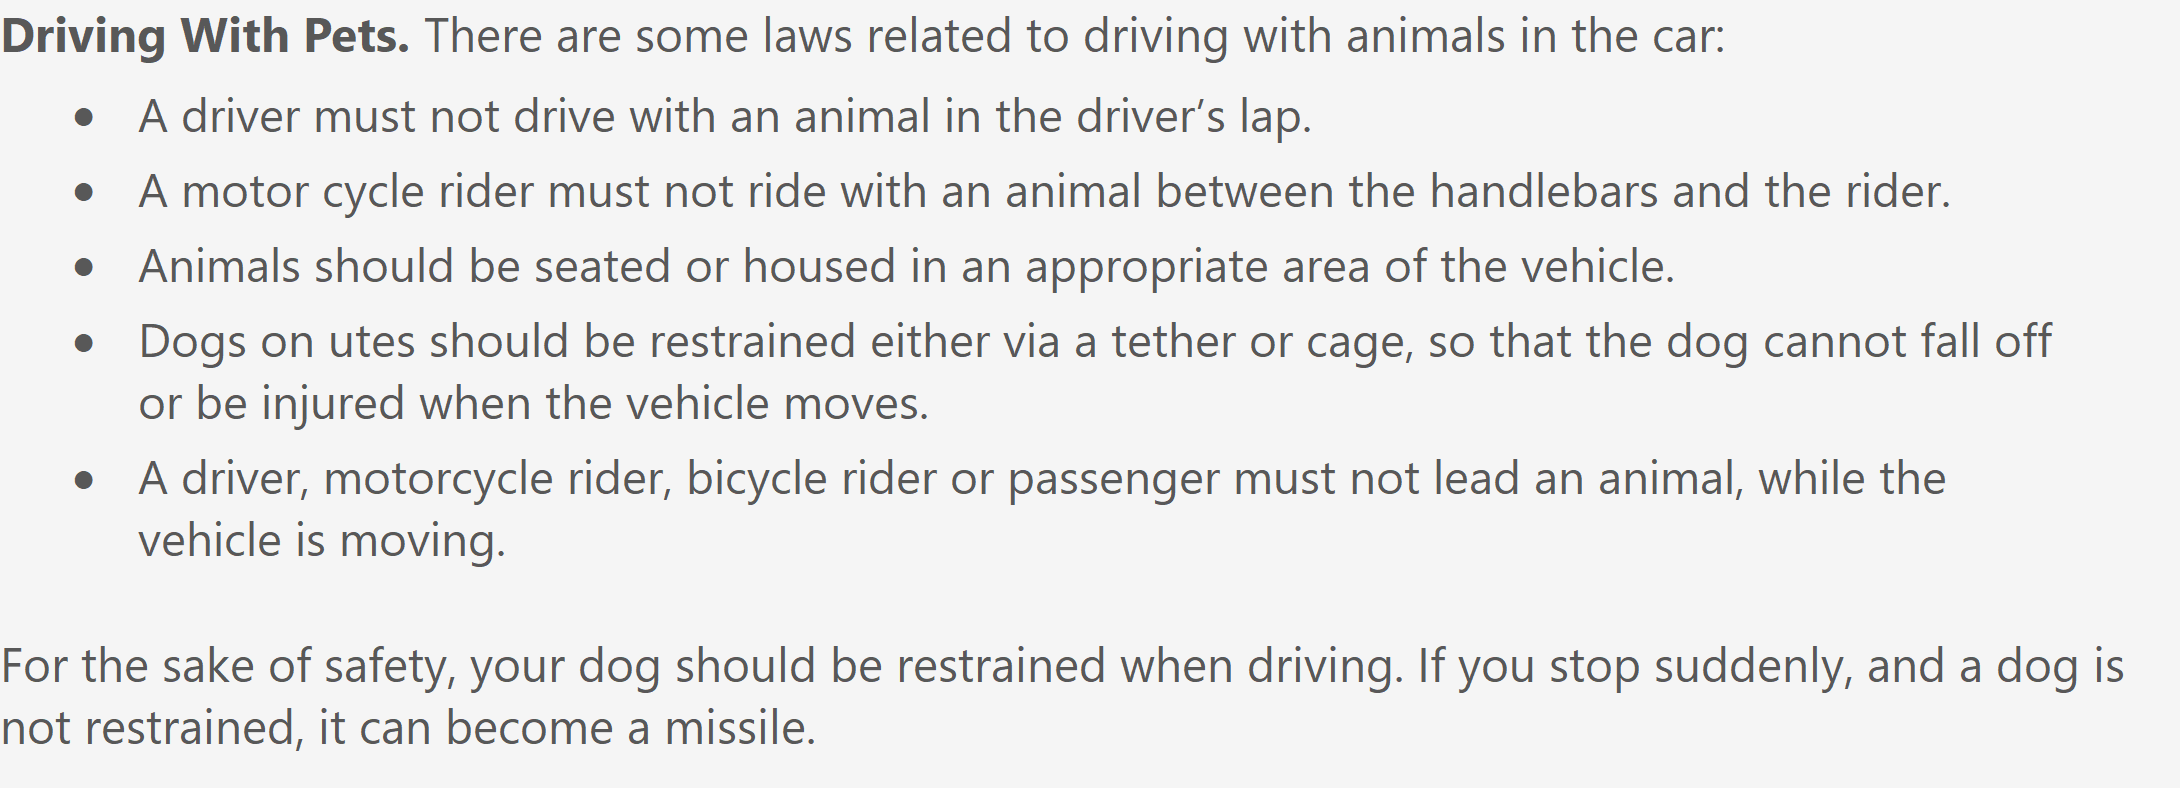 Driving With Pets. There are some laws related to driving with animals in the car:
● A driver must not drive with an animal in the driver’s lap.
● A motor cycle rider must not ride with an animal between the handlebars and the rider.
● Animals should be seated or housed in an appropriate area of the vehicle.
● Dogs on utes should be restrained either via a tether or cage, so that the dog cannot fall off
or be injured when the vehicle moves.
● A driver, motorcycle rider, bicycle rider or passenger must not lead an animal, while the
vehicle is moving.
For the sake of safety, your dog should be restrained when driving. If you stop suddenly, and a dog is
not restrained, it can become a missile.